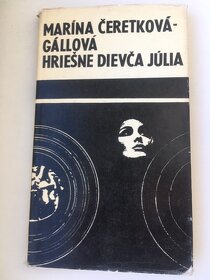 MARÍNA ČERETKOVÁ-
GÁLLOVÁ
HRIEŠNE DIEVČA JÚLIA